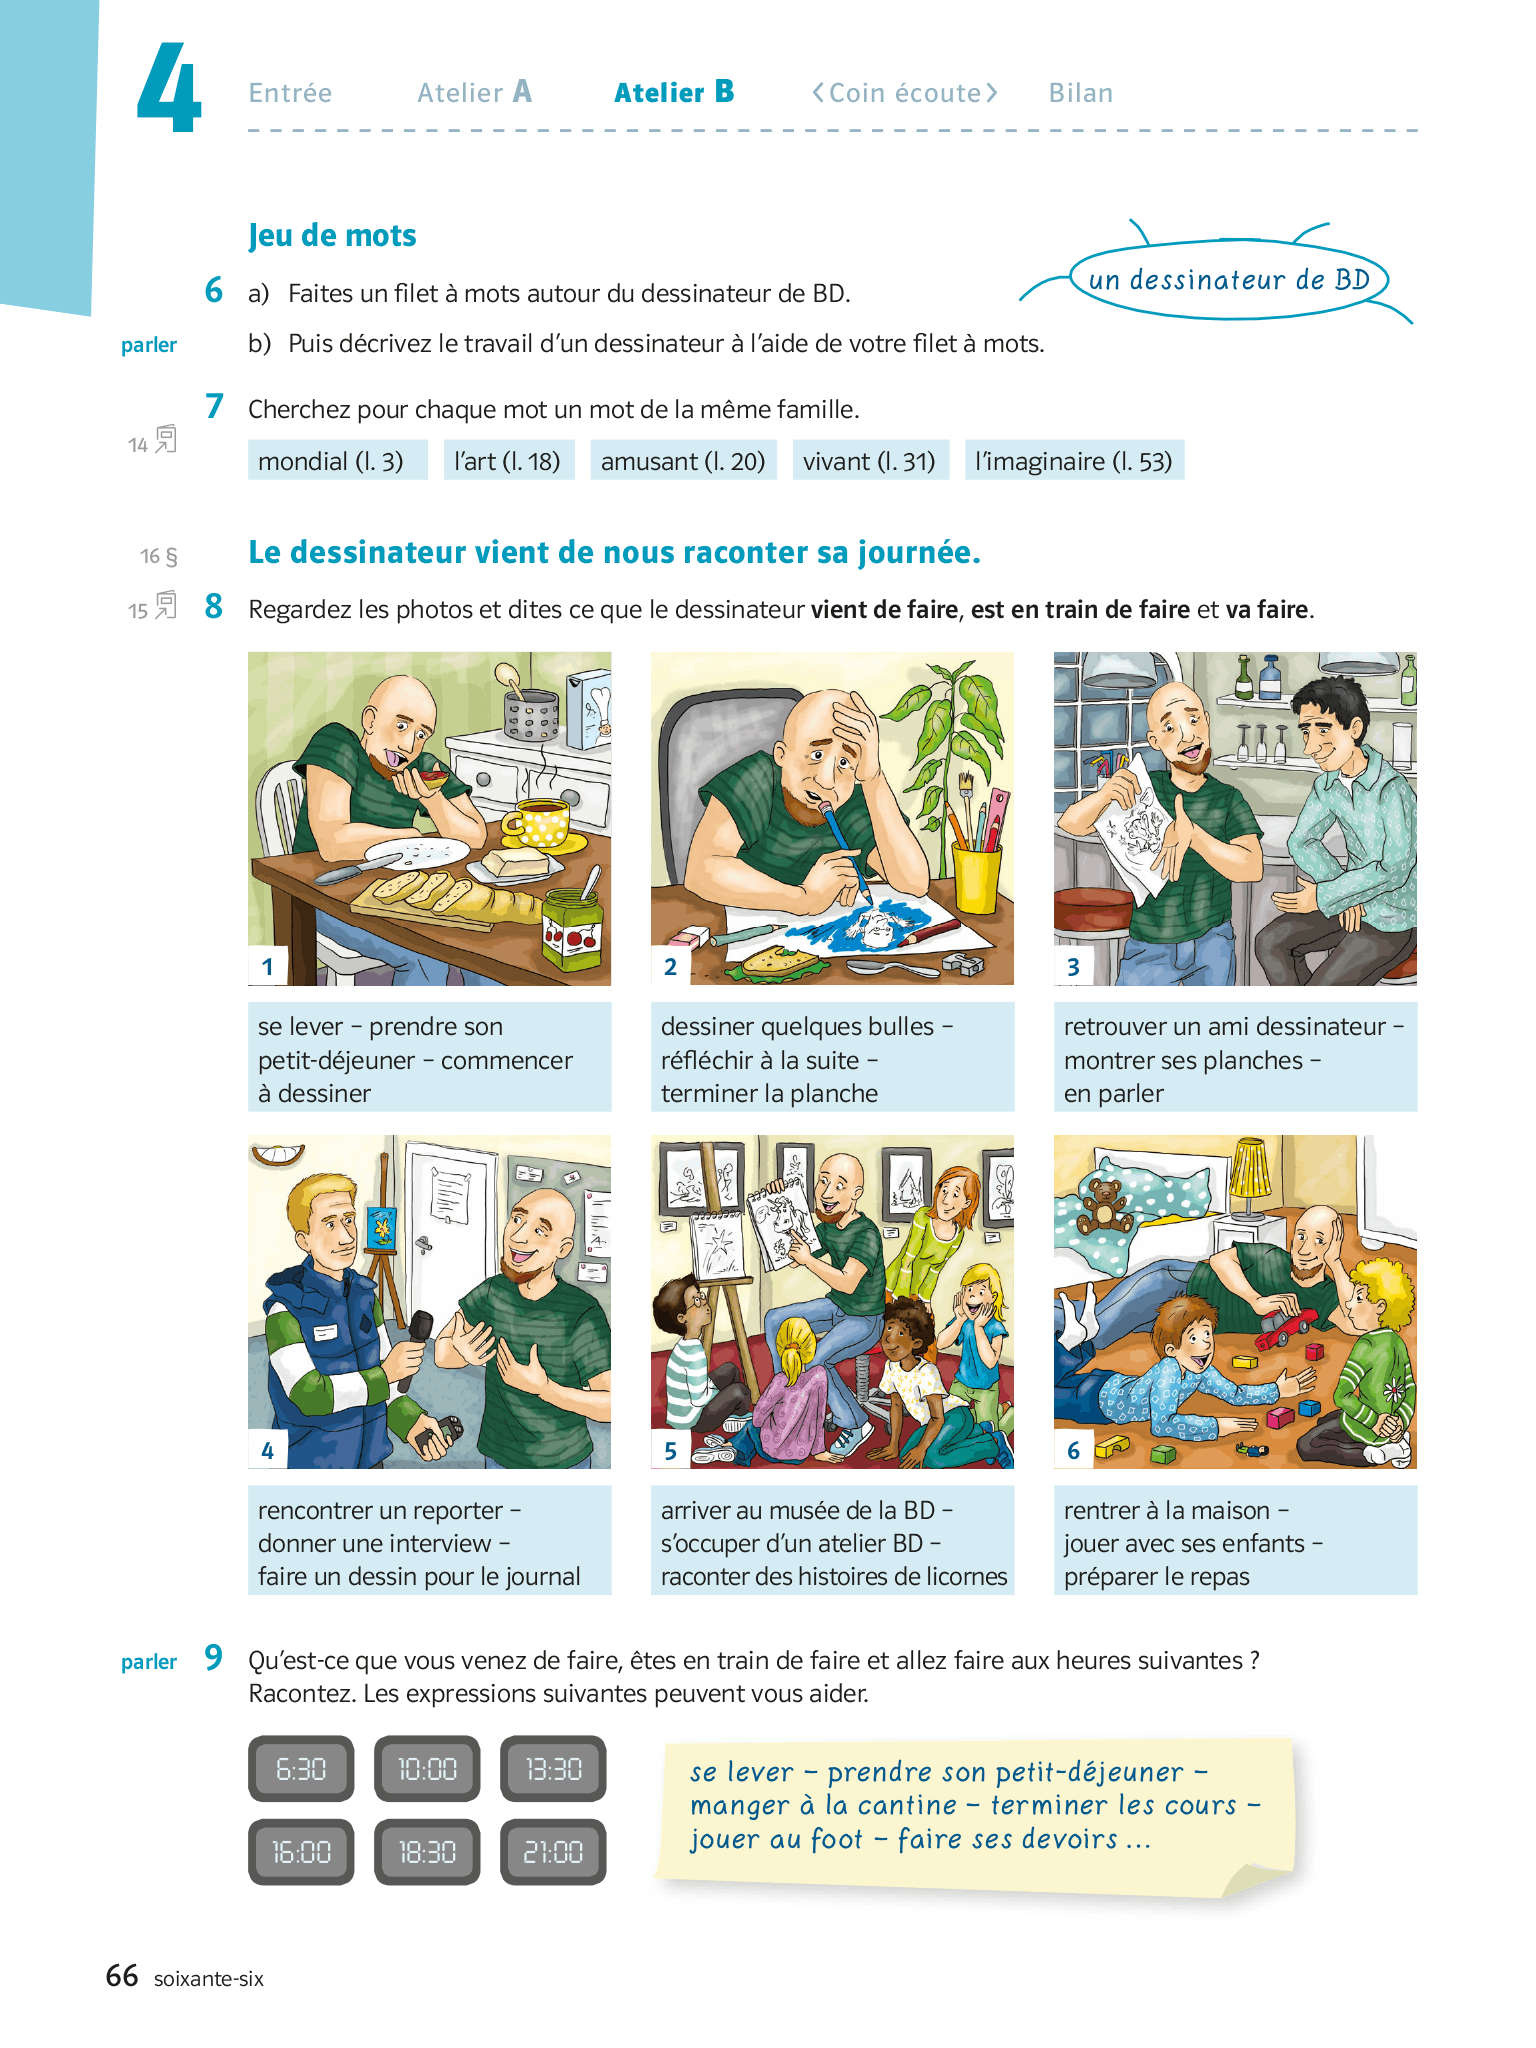 4
Entrée Atelier A Atelier B ‹Coin écoute› Bilan
Jeu de mots
un dessinateur de BD
6 a) Faites un filet à mots autour du dessinateur de BD.
parler b) Puis décrivez le travail d’un dessinateur à l’aide de votre filet à mots.
7 Cherchez pour chaque mot un mot de la même famille.
14
mondial (l. 3) l’art (l. 18) amusant (l. 20) vivant (l. 31) l’imaginaire (l. 53)
16 § Le dessinateur vient de nous raconter sa journée.
15 8 Regardez les photos et dites ce que le dessinateur vient de faire, est en train de faire et va faire.
1
2
3
se lever – prendre son
petit-déjeuner – commencer
à dessiner
dessiner quelques bulles –
réfléchir à la suite –
terminer la planche
retrouver un ami dessinateur –
montrer ses planches –
en parler
4
5
6
rencontrer un reporter –
donner une interview –
faire un dessin pour le journal
arriver au musée de la BD –
s’occuper d’un atelier BD –
raconter des histoires de licornes
rentrer à la maison –
jouer avec ses enfants –
préparer le repas
parler 9 Qu’est-ce que vous venez de faire, êtes en train de faire et allez faire aux heures suivantes ?
Racontez. Les expressions suivantes peuvent vous aider.
6:30 10:00 13:30
16:00 18:30 21:00
se lever – prendre son petit-déjeuner –
manger à la cantine – terminer les cours –
jouer au foot – faire ses devoirs ...
66 soixante-six